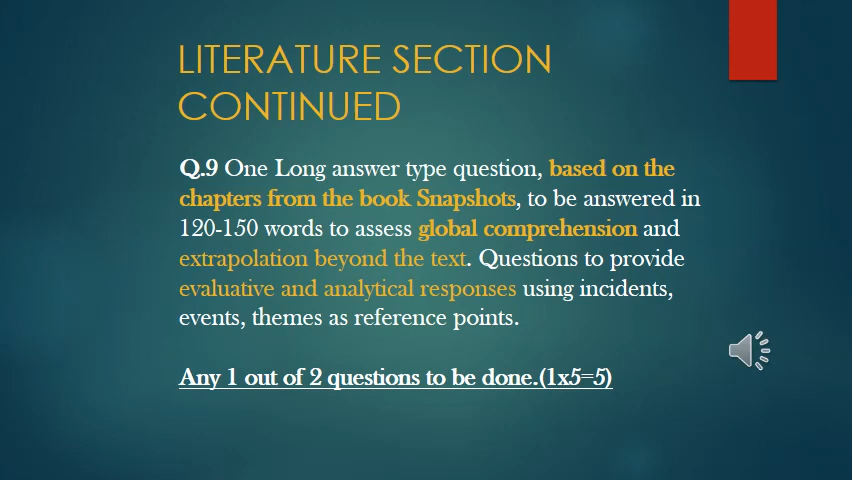 LITERATURE SECTION
CONTINUED
Q.9 One Long answer type question, based on the
chapters from the book Snapshots, to be answered in
120-150 words to assess global comprehension and
extrapolation beyond the text. Questions to provide
evaluative and analytical responses using incidents,
events, themes as reference points.
Any 1 out of 2 questions to be done.(1x5=5)